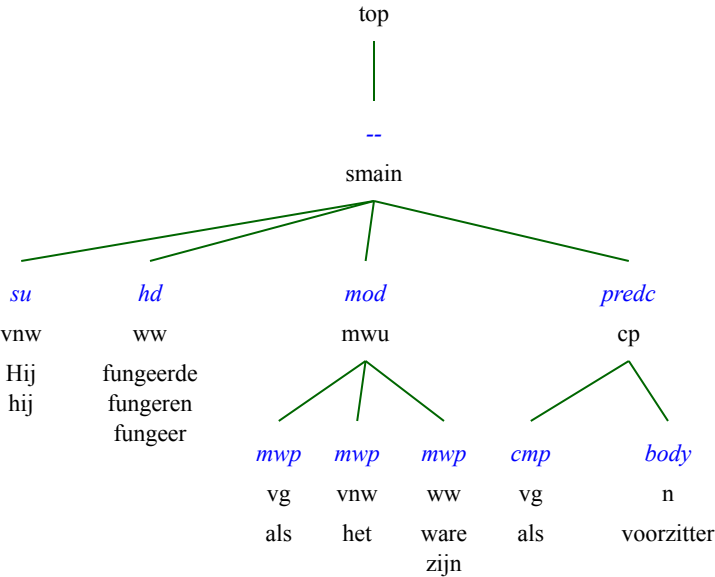 top
--
smain
su hd mod predc
vnw ww mwu cp
Hij fungeerde
hij fungeren
fungeer
mwp mwp mwp cmp body
vg vnw ww vg n
als het ware als voorzitter
zijn